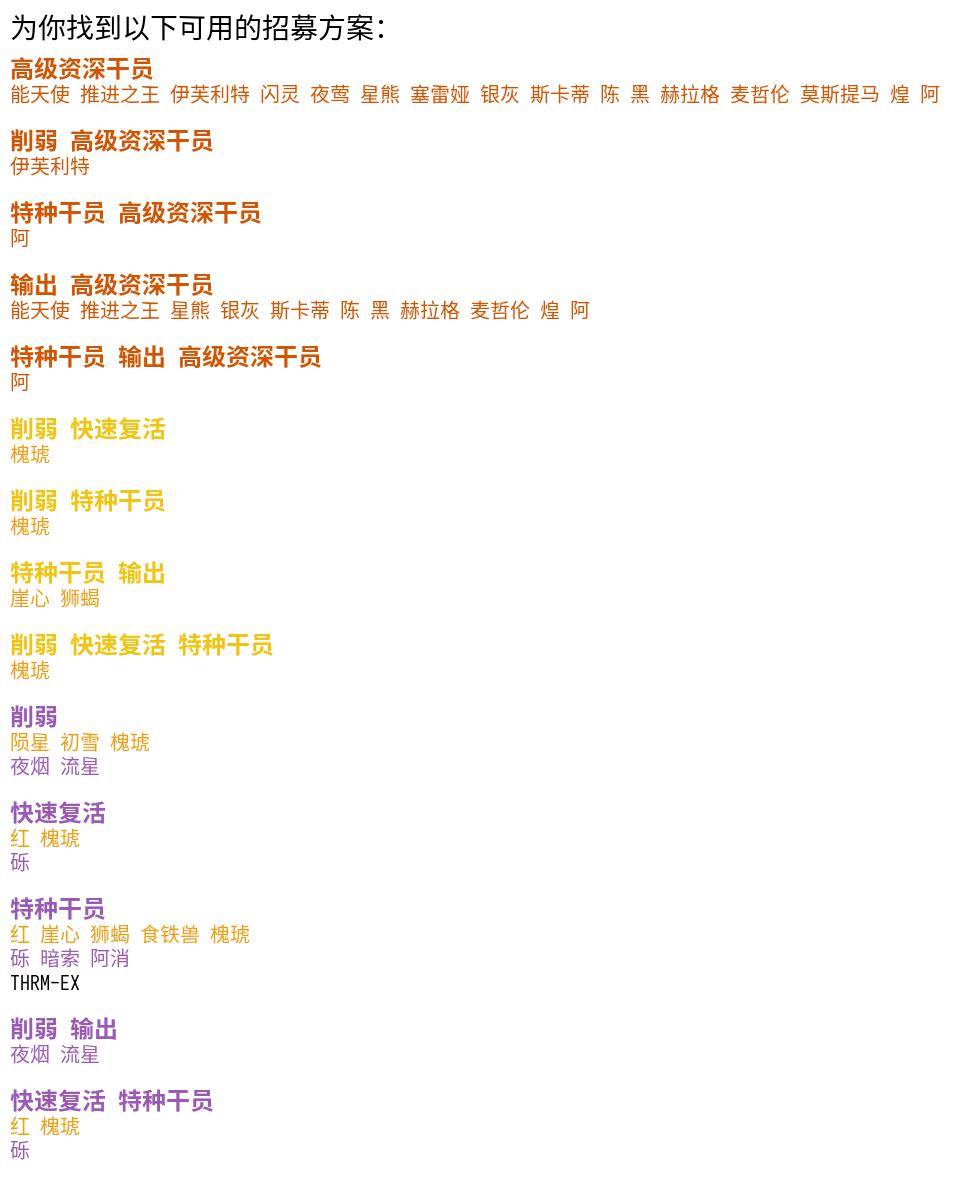 为你找到以下可用的招募方案：
高级资深干员
能天使 推进之王 伊芙利特 闪灵 夜莺 星熊 塞雷娅 银灰 斯卡蒂 陈 黑 赫拉格 麦哲伦 莫斯提马 煌 阿
削弱 高级资深干员
伊芙利特
特种干员 高级资深干员
阿
输出 高级资深干员
能天使 推进之王 星熊 银灰 斯卡蒂 陈 黑 赫拉格 麦哲伦 煌 阿
特种干员 输出 高级资深干员
阿
削弱 快速复活
槐琥
削弱 特种干员
槐琥
特种干员 输出
崖心 狮蝎
削弱 快速复活 特种干员
槐琥
削弱
陨星 初雪 槐琥
夜烟 流星
快速复活
红 槐琥
砾
特种干员
红 崖心 狮蝎 食铁兽 槐琥
砾 暗索 阿消
THRM-EX
削弱 输出
夜烟 流星
快速复活 特种干员
红 槐琥
砾